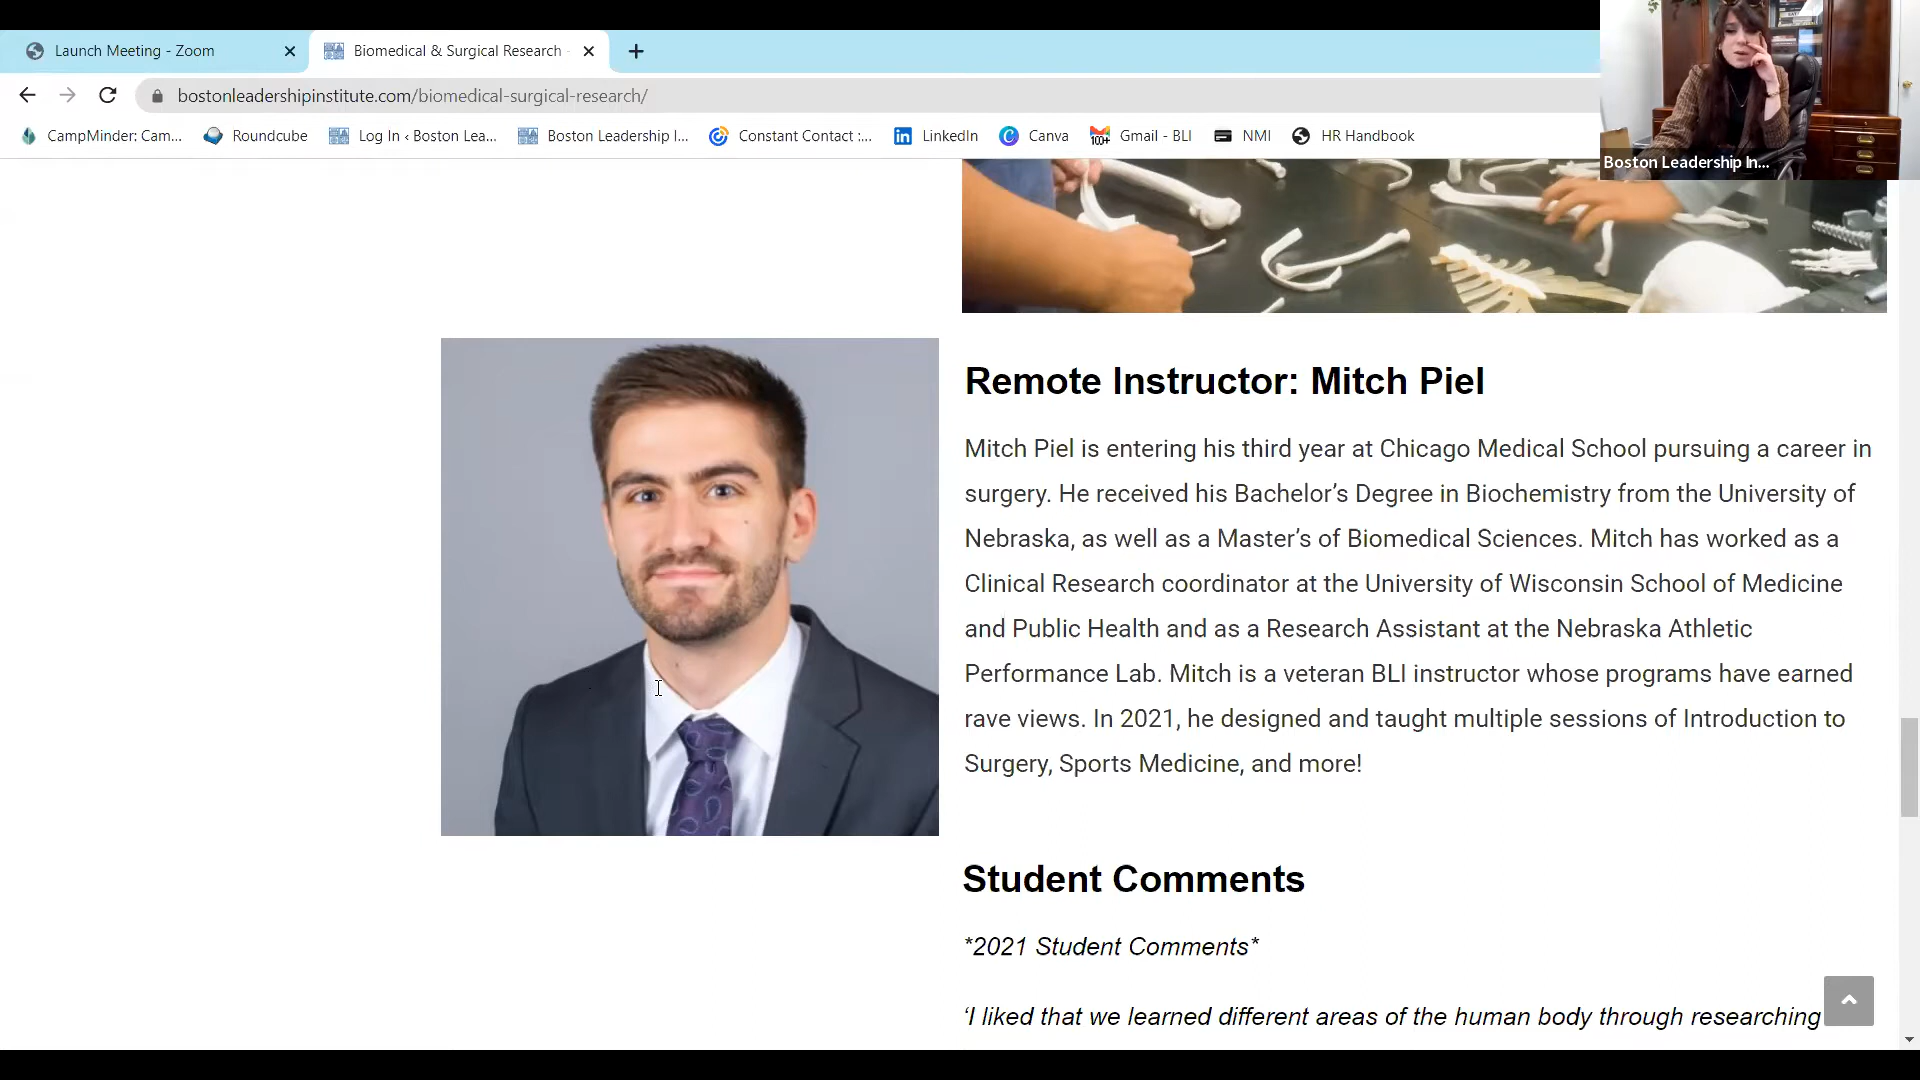 Launch Meeting - Zoom
Biomedical & Surgical Research -
bostonleadershipinstitute.com/biomedical-surgical-research/
CampMinder: Cam...
Roundcube
Log In ‹ Boston Lea...
Boston Leadership I...
Constant Contact :...
LinkedIn
Canva
100+
Gmail - BLI
NMI
HR Handbook
Boston Leadership In...
Remote Instructor: Mitch Piel
Mitch Piel is entering his third year at Chicago Medical School pursuing a career in
surgery. He received his Bachelor’s Degree in Biochemistry from the University of
Nebraska, as well as a Master’s of Biomedical Sciences. Mitch has worked as a
Clinical Research coordinator at the University of Wisconsin School of Medicine
and Public Health and as a Research Assistant at the Nebraska Athletic
Performance Lab. Mitch is a veteran BLI instructor whose programs have earned
rave views. In 2021, he designed and taught multiple sessions of Introduction to
Surgery, Sports Medicine, and more!
Student Comments
*2021 Student Comments*
‘I liked that we learned different areas of the human body through researching